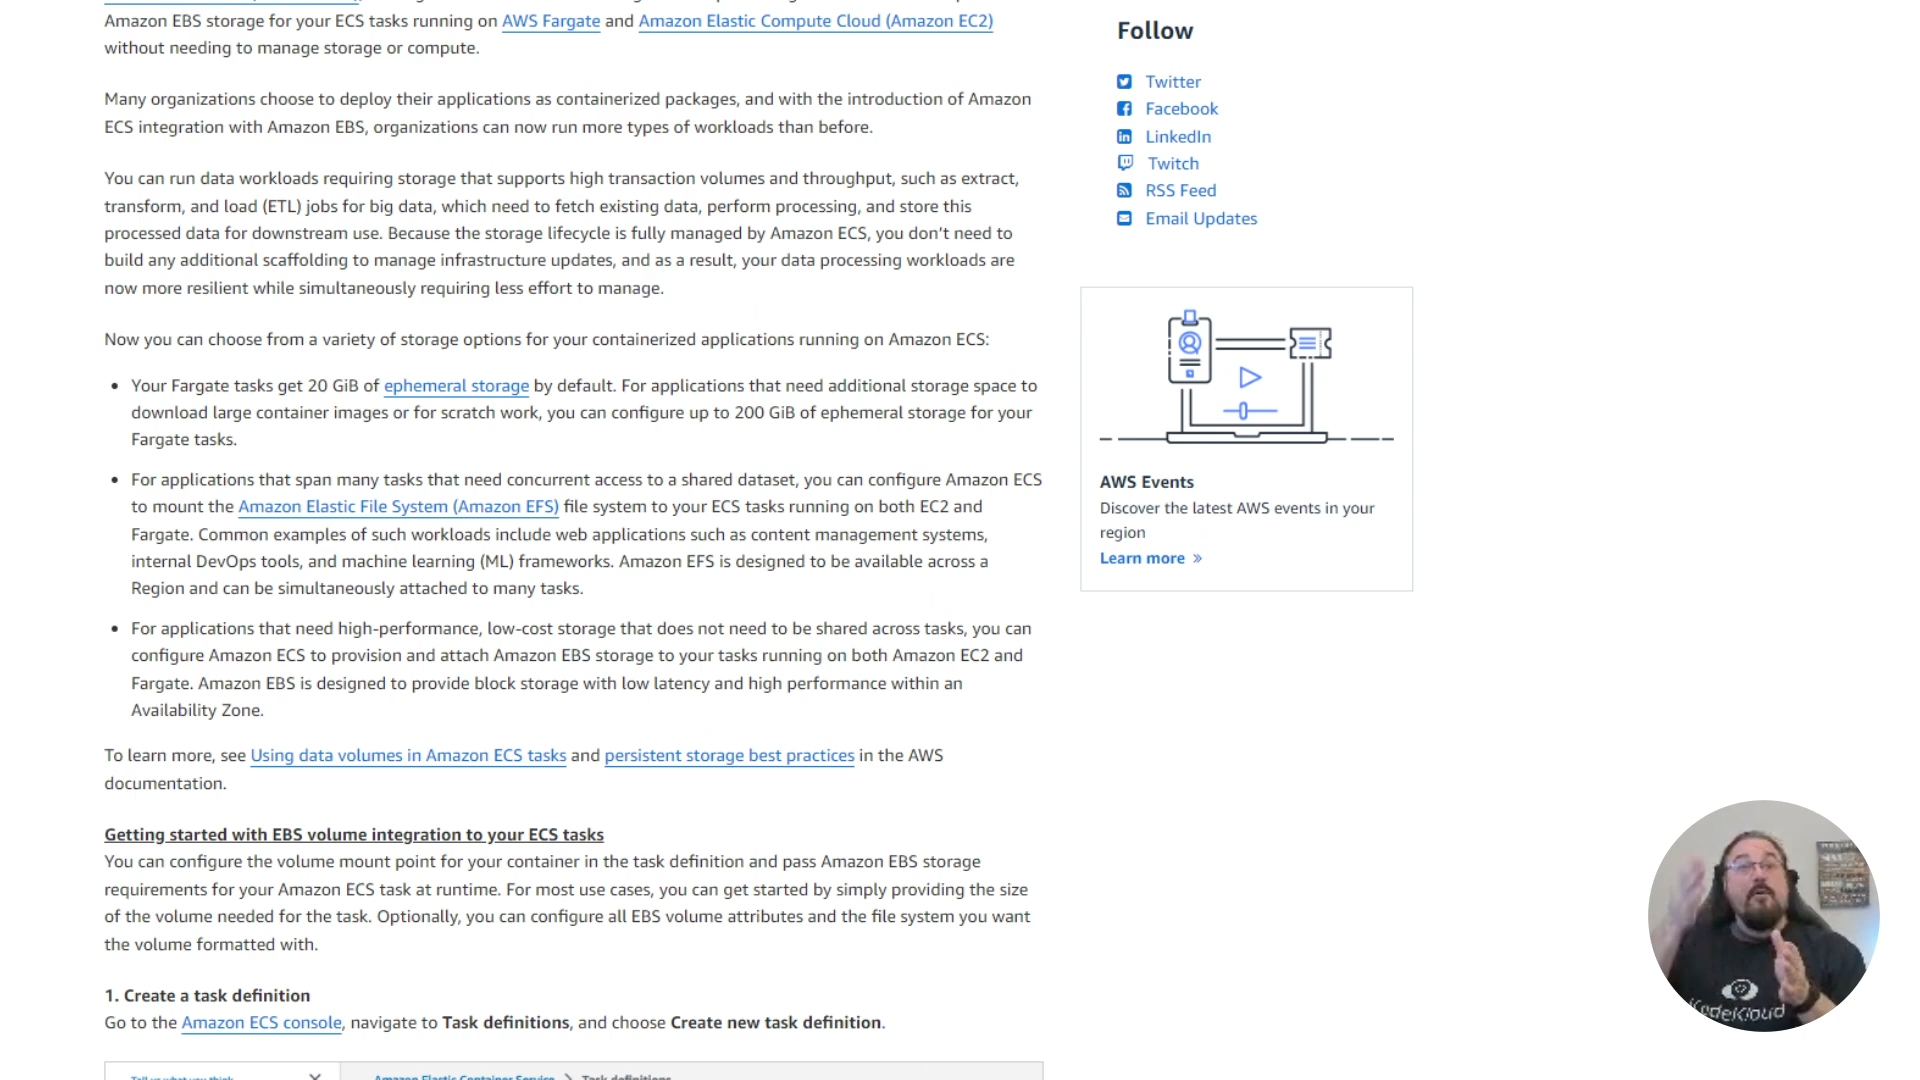 Amazon EBS storage for your ECS tasks running on AWS Fargate and Amazon Elastic Compute Cloud (Amazon EC2)
without needing to manage storage or compute.
Many organizations choose to deploy their applications as containerized packages, and with the introduction of Amazon
ECS integration with Amazon EBS, organizations can now run more types of workloads than before.
You can run data workloads requiring storage that supports high transaction volumes and throughput, such as extract,
transform, and load (ETL) jobs for big data, which need to fetch existing data, perform processing, and store this
processed data for downstream use. Because the storage lifecycle is fully managed by Amazon ECS, you don’t need to
build any additional scaffolding to manage infrastructure updates, and as a result, your data processing workloads are
now more resilient while simultaneously requiring less effort to manage.
Now you can choose from a variety of storage options for your containerized applications running on Amazon ECS:
• Your Fargate tasks get 20 GiB of ephemeral storage by default. For applications that need additional storage space to
download large container images or for scratch work, you can configure up to 200 GiB of ephemeral storage for your
Fargate tasks.
• For applications that span many tasks that need concurrent access to a shared dataset, you can configure Amazon ECS
to mount the Amazon Elastic File System (Amazon EFS) file system to your ECS tasks running on both EC2 and
Fargate. Common examples of such workloads include web applications such as content management systems,
internal DevOps tools, and machine learning (ML) frameworks. Amazon EFS is designed to be available across a
Region and can be simultaneously attached to many tasks.
• For applications that need high-performance, low-cost storage that does not need to be shared across tasks, you can
configure Amazon ECS to provision and attach Amazon EBS storage to your tasks running on both Amazon EC2 and
Fargate. Amazon EBS is designed to provide block storage with low latency and high performance within an
Availability Zone.
To learn more, see Using data volumes in Amazon ECS tasks and persistent storage best practices in the AWS
documentation.
Getting started with EBS volume integration to your ECS tasks
You can configure the volume mount point for your container in the task definition and pass Amazon EBS storage
requirements for your Amazon ECS task at runtime. For most use cases, you can get started by simply providing the size
of the volume needed for the task. Optionally, you can configure all EBS volume attributes and the file system you want
the volume formatted with.
1. Create a task definition
Go to the Amazon ECS console, navigate to Task definitions, and choose Create new task definition.
Tell us what you think
Amazon Elastic Container Service > Task definitions
Follow
Twitter
Facebook
LinkedIn
Twitch
RSS Feed
Email Updates
AWS Events
Discover the latest AWS events in your
region
Learn more »
KodeKloud